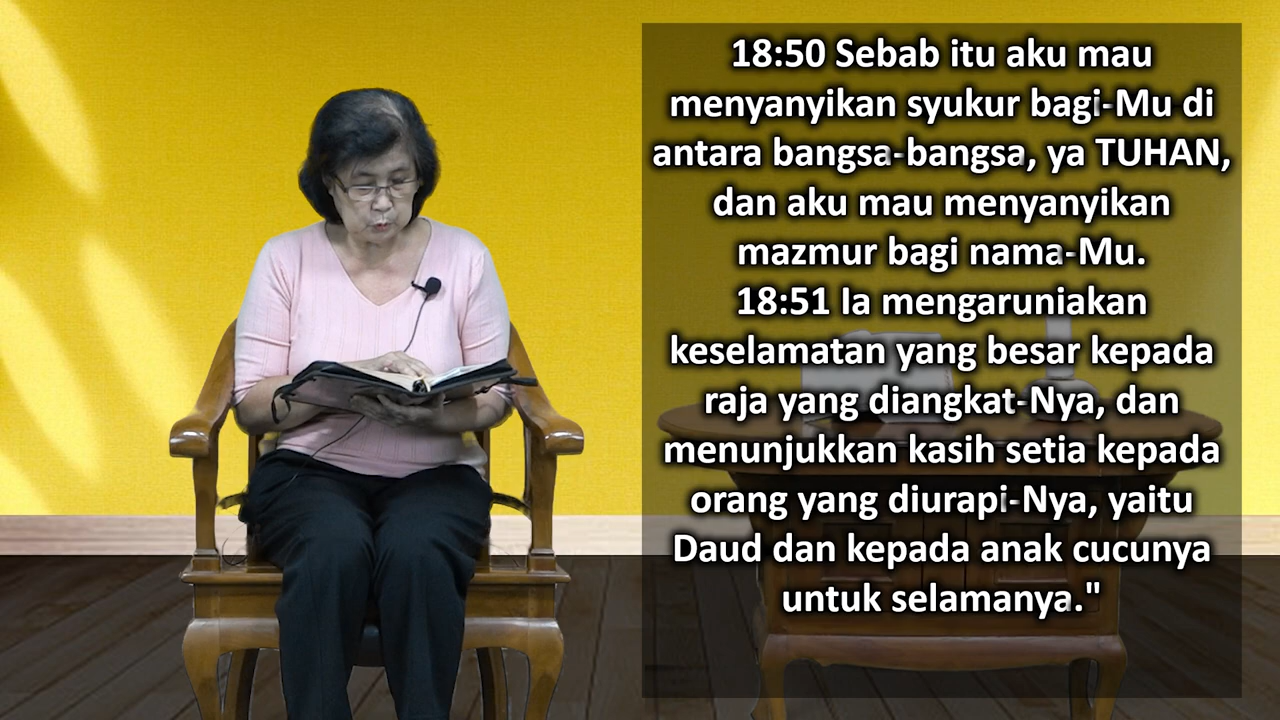 18:50 Sebab itu aku mau
menyanyikan syukur bagi-Mu di
antara bangsa-bangsa, ya TUHAN,
dan aku mau menyanyikan
mazmur bagi nama-Mu.
18:51 Ia mengaruniakan
keselamatan yang besar kepada
raja yang diangkat-Nya, dan
menunjukkan kasih setia kepada
orang yang diurapi-Nya, yaitu
Daud dan kepada anak cucunya
untuk selamanya."